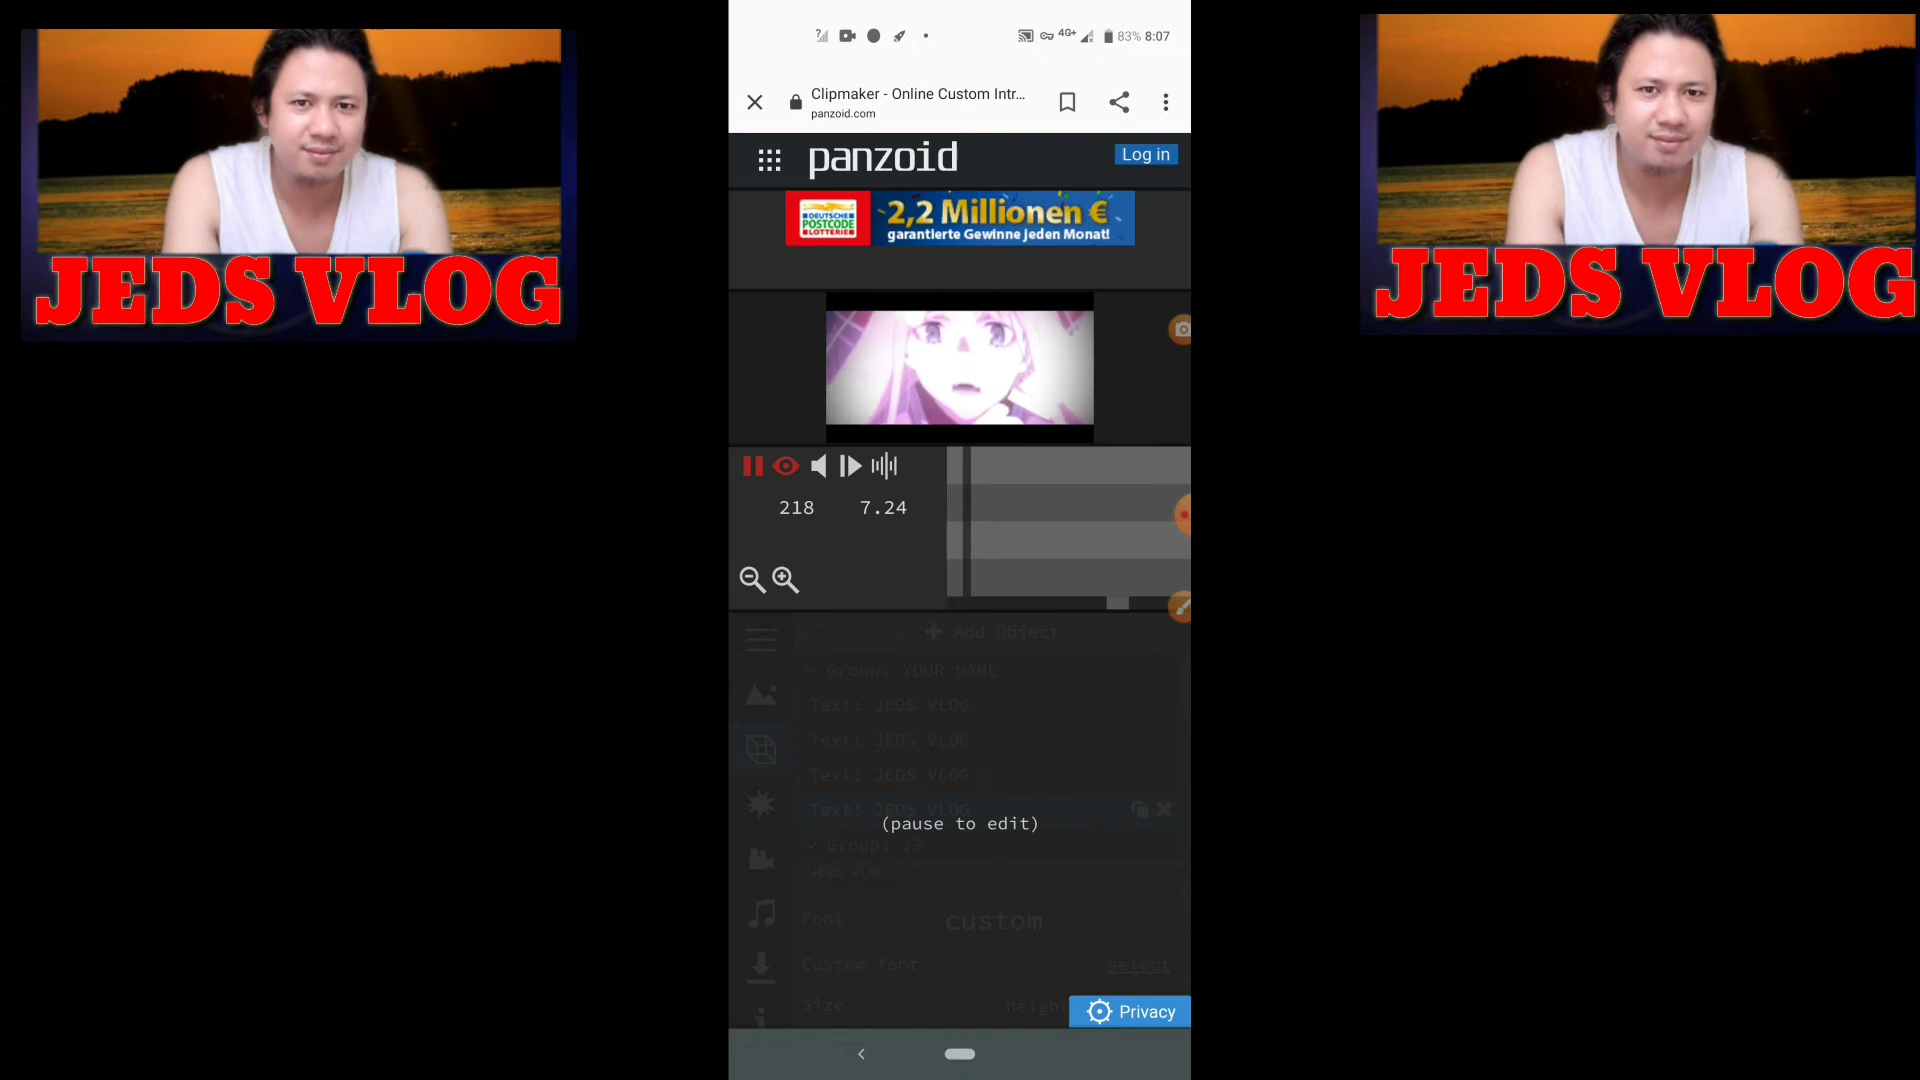 JEDS VLOG
? 4G+ 83% 8:07
Clipmaker - Online Custom Intr...
panzoid.com
panzoid
Log in
DEUTSCHE
POSTCODE
LOTTERIE
2,2 Millionen €
garantierte Gewinne jeden Monat!
218 7.24
Add Object
Group: YOUR NAME
Text: JEDS VLOG
Text: JEDS VLOG
Text: JEDS VLOG
Text: JEDS VLOG
(pause to edit)
Group: :3
JEDS VLOG
Font custom
Custom font select
Size height
Privacy
JEDS VLOG